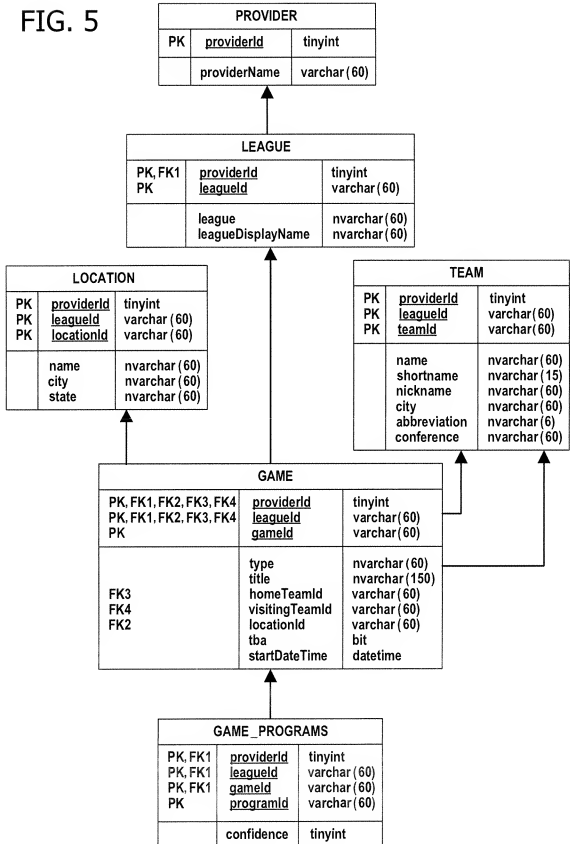 FIG. 5
PROVIDER
PK providerId tinyint
providerName varchar(60)
LEAGUE
PK, FK1 providerId tinyint
PK leagueId varchar(60)
league nvarchar(60)
leagueDisplayName nvarchar(60)
LOCATION
PK providerId tinyint
PK leagueId varchar(60)
PK locationId varchar(60)
name nvarchar(60)
city nvarchar(60)
state nvarchar(60)
TEAM
PK providerId tinyint
PK leagueId varchar(60)
PK teamId varchar(60)
name nvarchar(60)
shortname nvarchar(15)
nickname nvarchar(60)
city nvarchar(60)
abbreviation nvarchar(6)
conference nvarchar(60)
GAME
PK, FK1, FK2, FK3, FK4 providerId tinyint
PK, FK1, FK2, FK3, FK4 leagueId varchar(60)
PK gameId varchar(60)
type nvarchar(60)
title nvarchar(150)
FK3 homeTeamId varchar(60)
FK4 visitingTeamId varchar(60)
FK2 locationId varchar(60)
tba bit
startDateTime datetime
GAME_PROGRAMS
PK, FK1 providerId tinyint
PK, FK1 leagueId varchar(60)
PK, FK1 gameId varchar(60)
PK programId varchar(60)
confidence tinyint